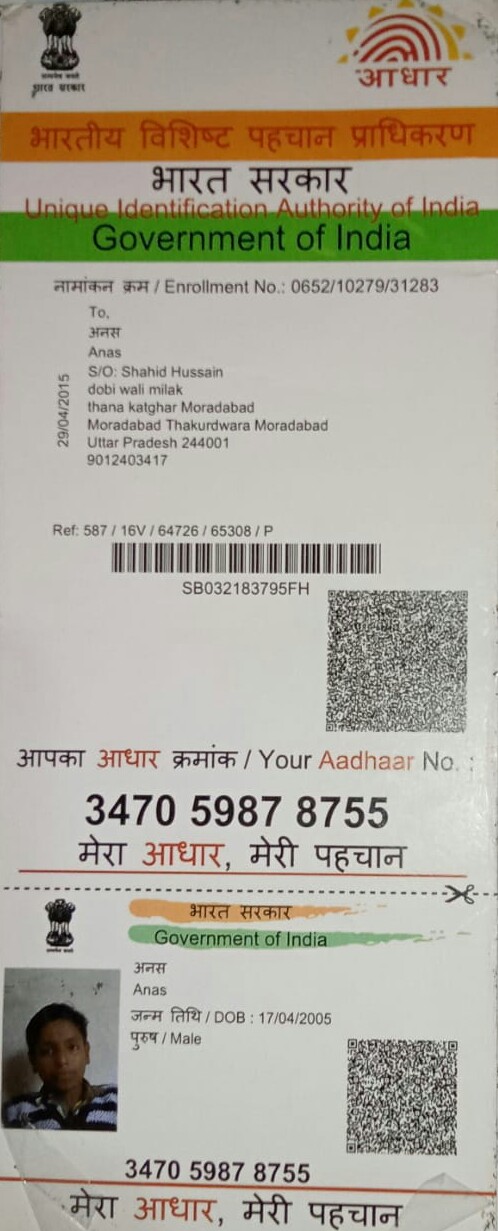 भारत सरकार
आधार
भारतीय विशिष्ट पहचान प्राधिकरण
भारत सरकार
Unique Identification Authority of India
Government of India
नामांकन क्रम / Enrollment No.: 0652/10279/31283
To,
अनस
Anas
S/O: Shahid Hussain
dobi wali milak
thana katghar Moradabad
Moradabad Thakurdwara Moradabad
Uttar Pradesh 244001
9012403417
29/04/2015
Ref: 587 / 16V / 64726 / 65308 / P
SB032183795FH
आपका आधार क्रमांक / Your Aadhaar No. :
3470 5987 8755
मेरा आधार, मेरी पहचान
भारत सरकार
Government of India
अनस
Anas
जन्म तिथि / DOB : 17/04/2005
पुरुष / Male
3470 5987 8755
मेरा आधार, मेरी पहचान